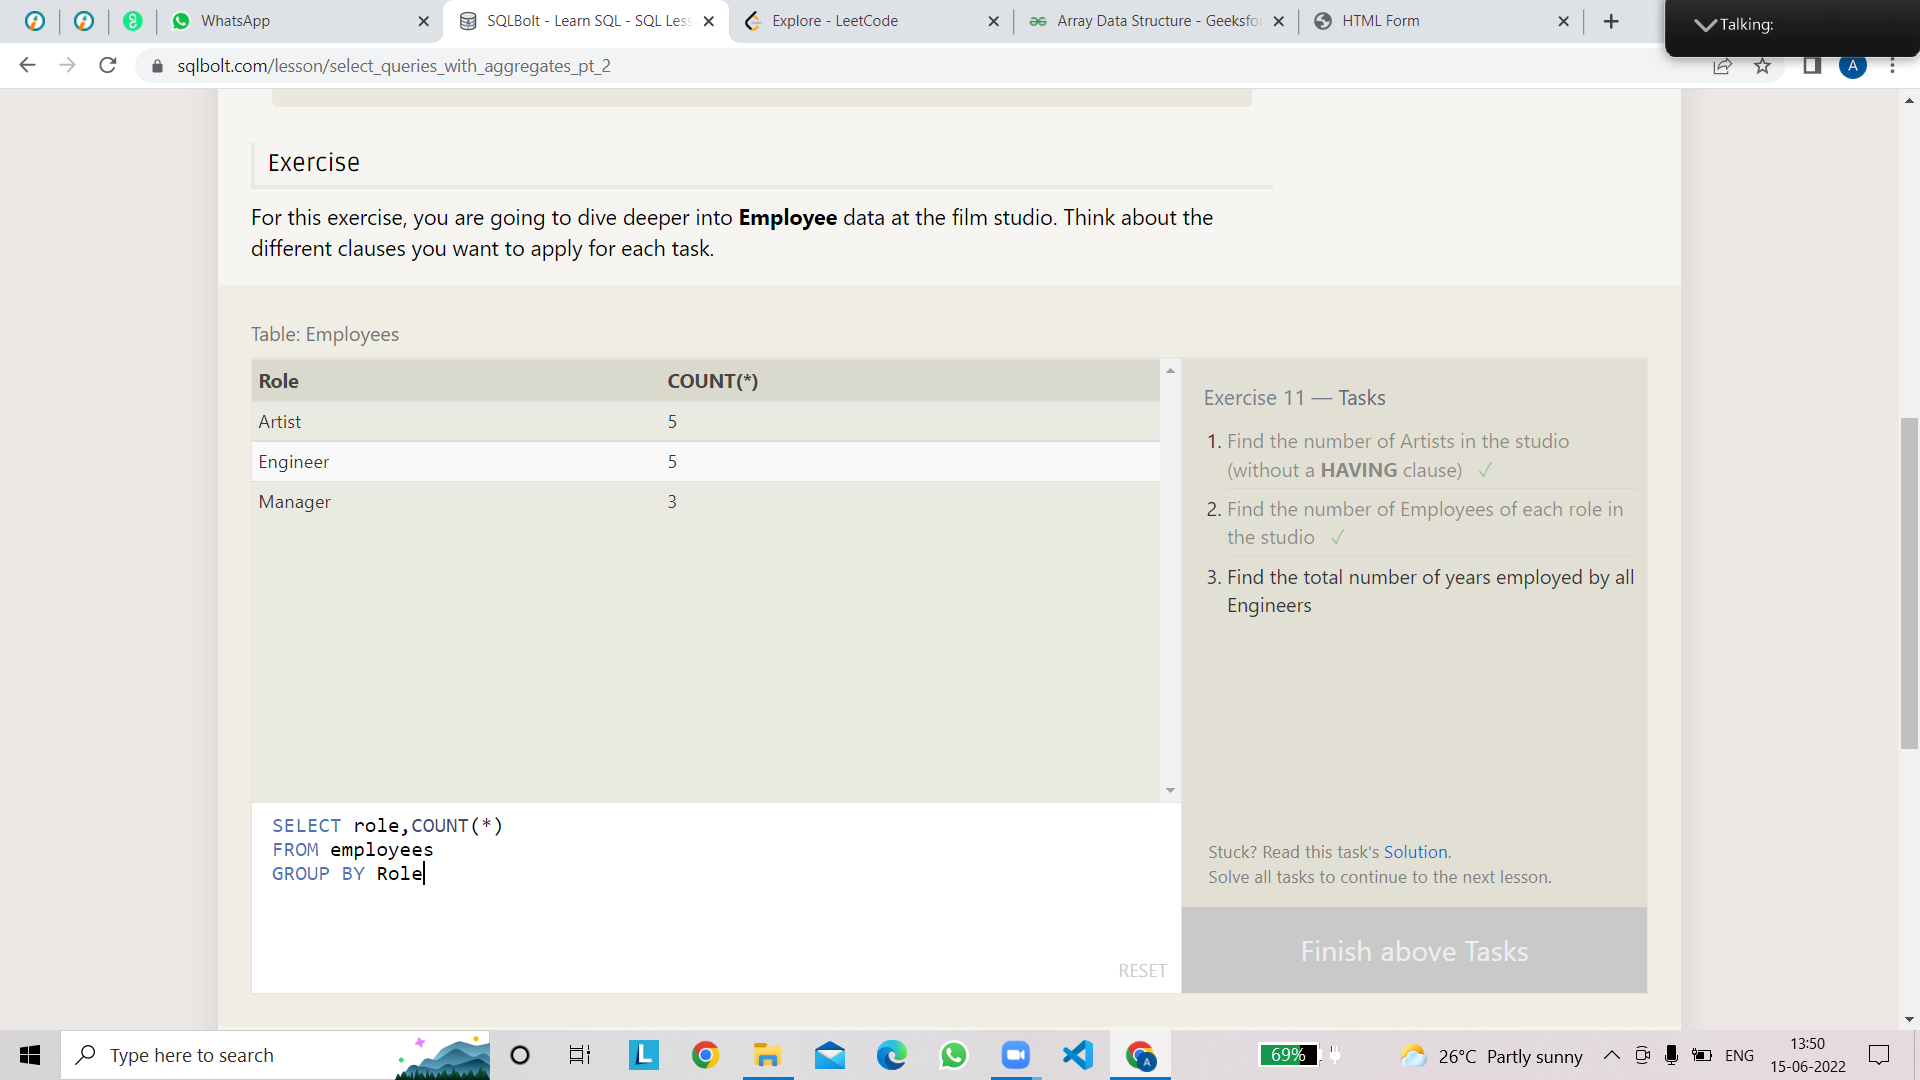 WhatsApp
SQLBolt - Learn SQL - SQL Less
Explore - LeetCode
Array Data Structure - Geeksfo
HTML Form
Talking:
sqlbolt.com/lesson/select_queries_with_aggregates_pt_2
A
Exercise
For this exercise, you are going to dive deeper into Employee data at the film studio. Think about the
different clauses you want to apply for each task.
Table: Employees
Role COUNT(*)
Artist 5
Engineer 5
Manager 3
Exercise 11 — Tasks
1. Find the number of Artists in the studio
(without a HAVING clause) ✓
2. Find the number of Employees of each role in
the studio ✓
3. Find the total number of years employed by all
Engineers
SELECT role,COUNT(*)
FROM employees
GROUP BY Role
RESET
Stuck? Read this task's Solution.
Solve all tasks to continue to the next lesson.
Finish above Tasks
Type here to search
L
A
69%
26°C Partly sunny
ENG
13:50
15-06-2022